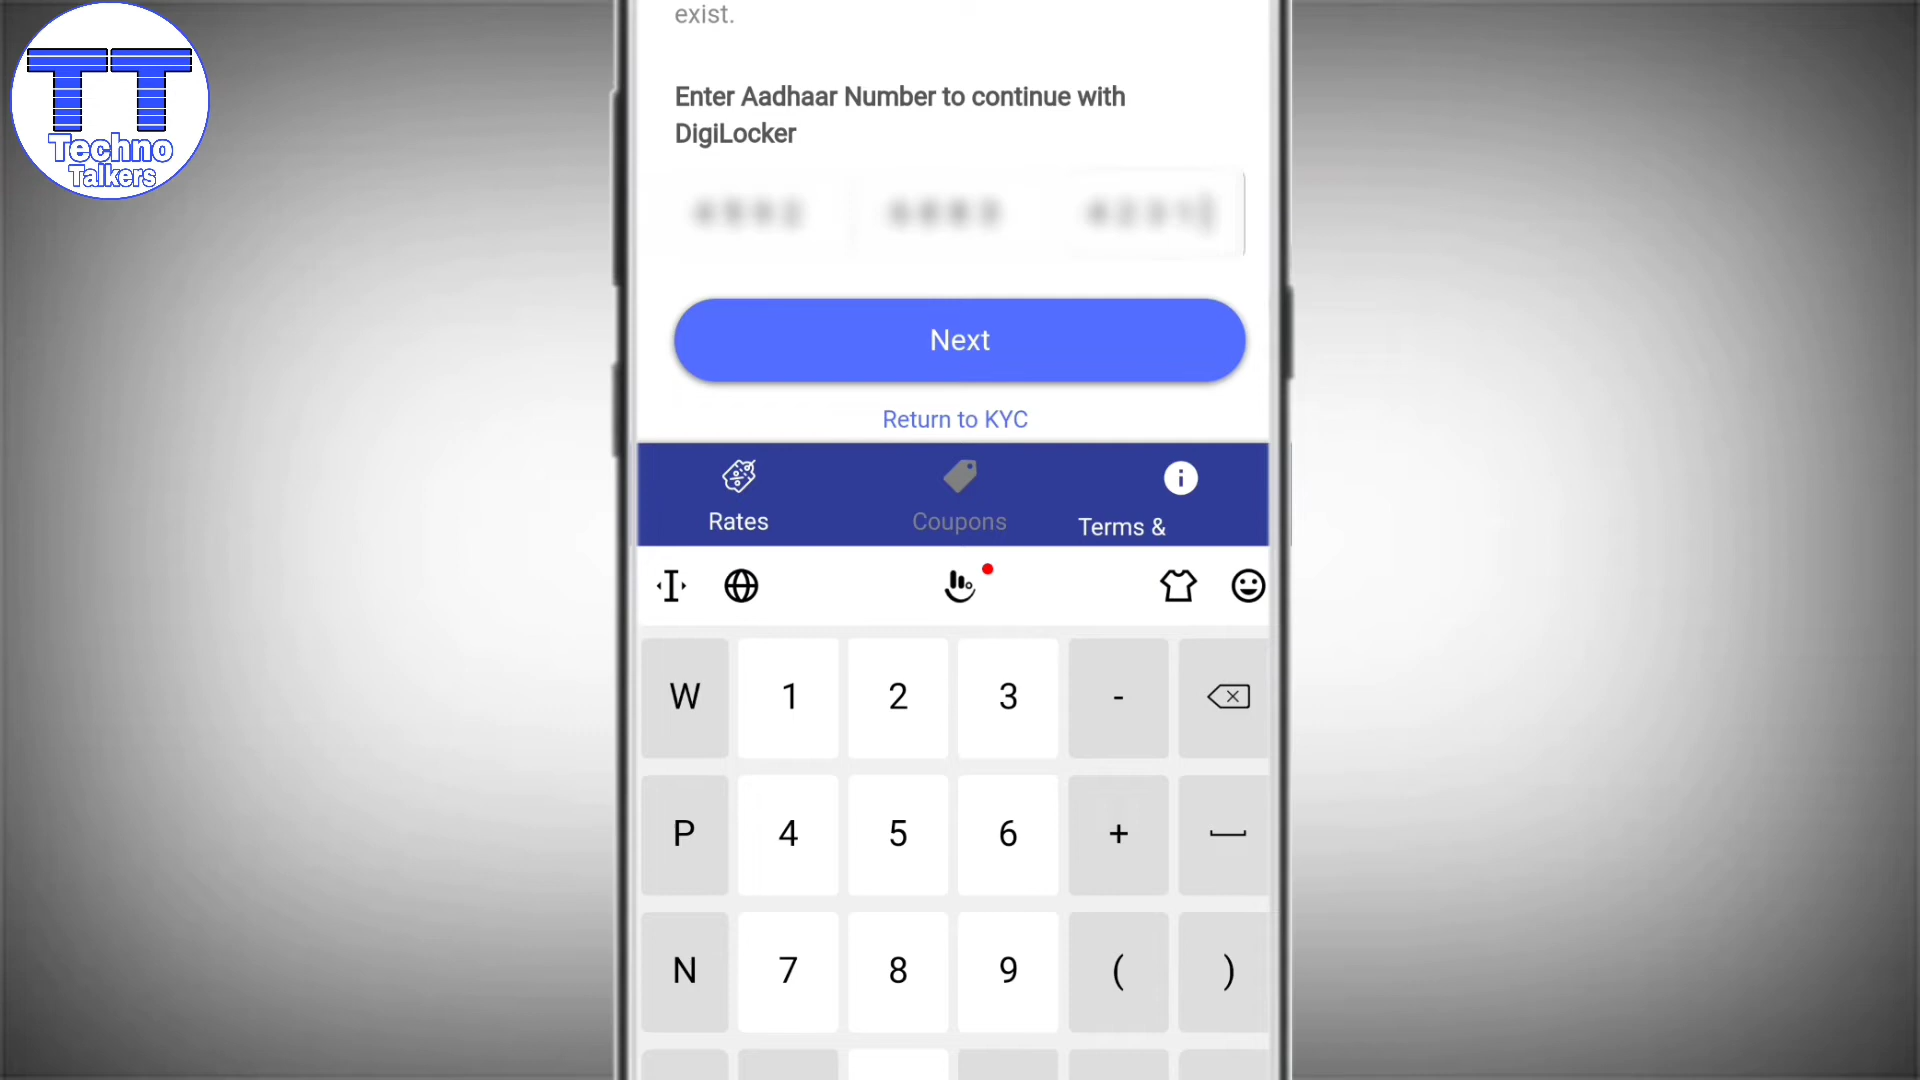 TT
Techno
Talkers
exist.
Enter Aadhaar Number to continue with
DigiLocker
Next
Return to KYC
Rates
Coupons
Terms &
W 1 2 3 -
P 4 5 6 +
N 7 8 9 ( )